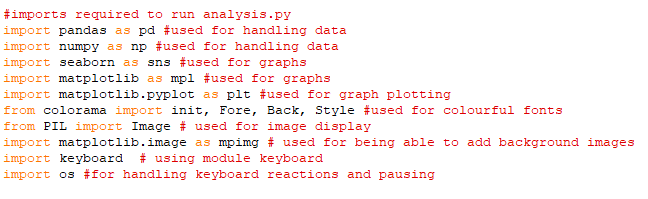 #imports required to run analysis.py
import pandas as pd #used for handling data
import numpy as np #used for handling data
import seaborn as sns #used for graphs
import matplotlib as mpl #used for graphs
import matplotlib.pyplot as plt #used for graph plotting
from colorama import init, Fore, Back, Style #used for colourful fonts
from PIL import Image # used for image display
import matplotlib.image as mpimg # used for being able to add background images
import keyboard  # using module keyboard
import os #for handling keyboard reactions and pausing